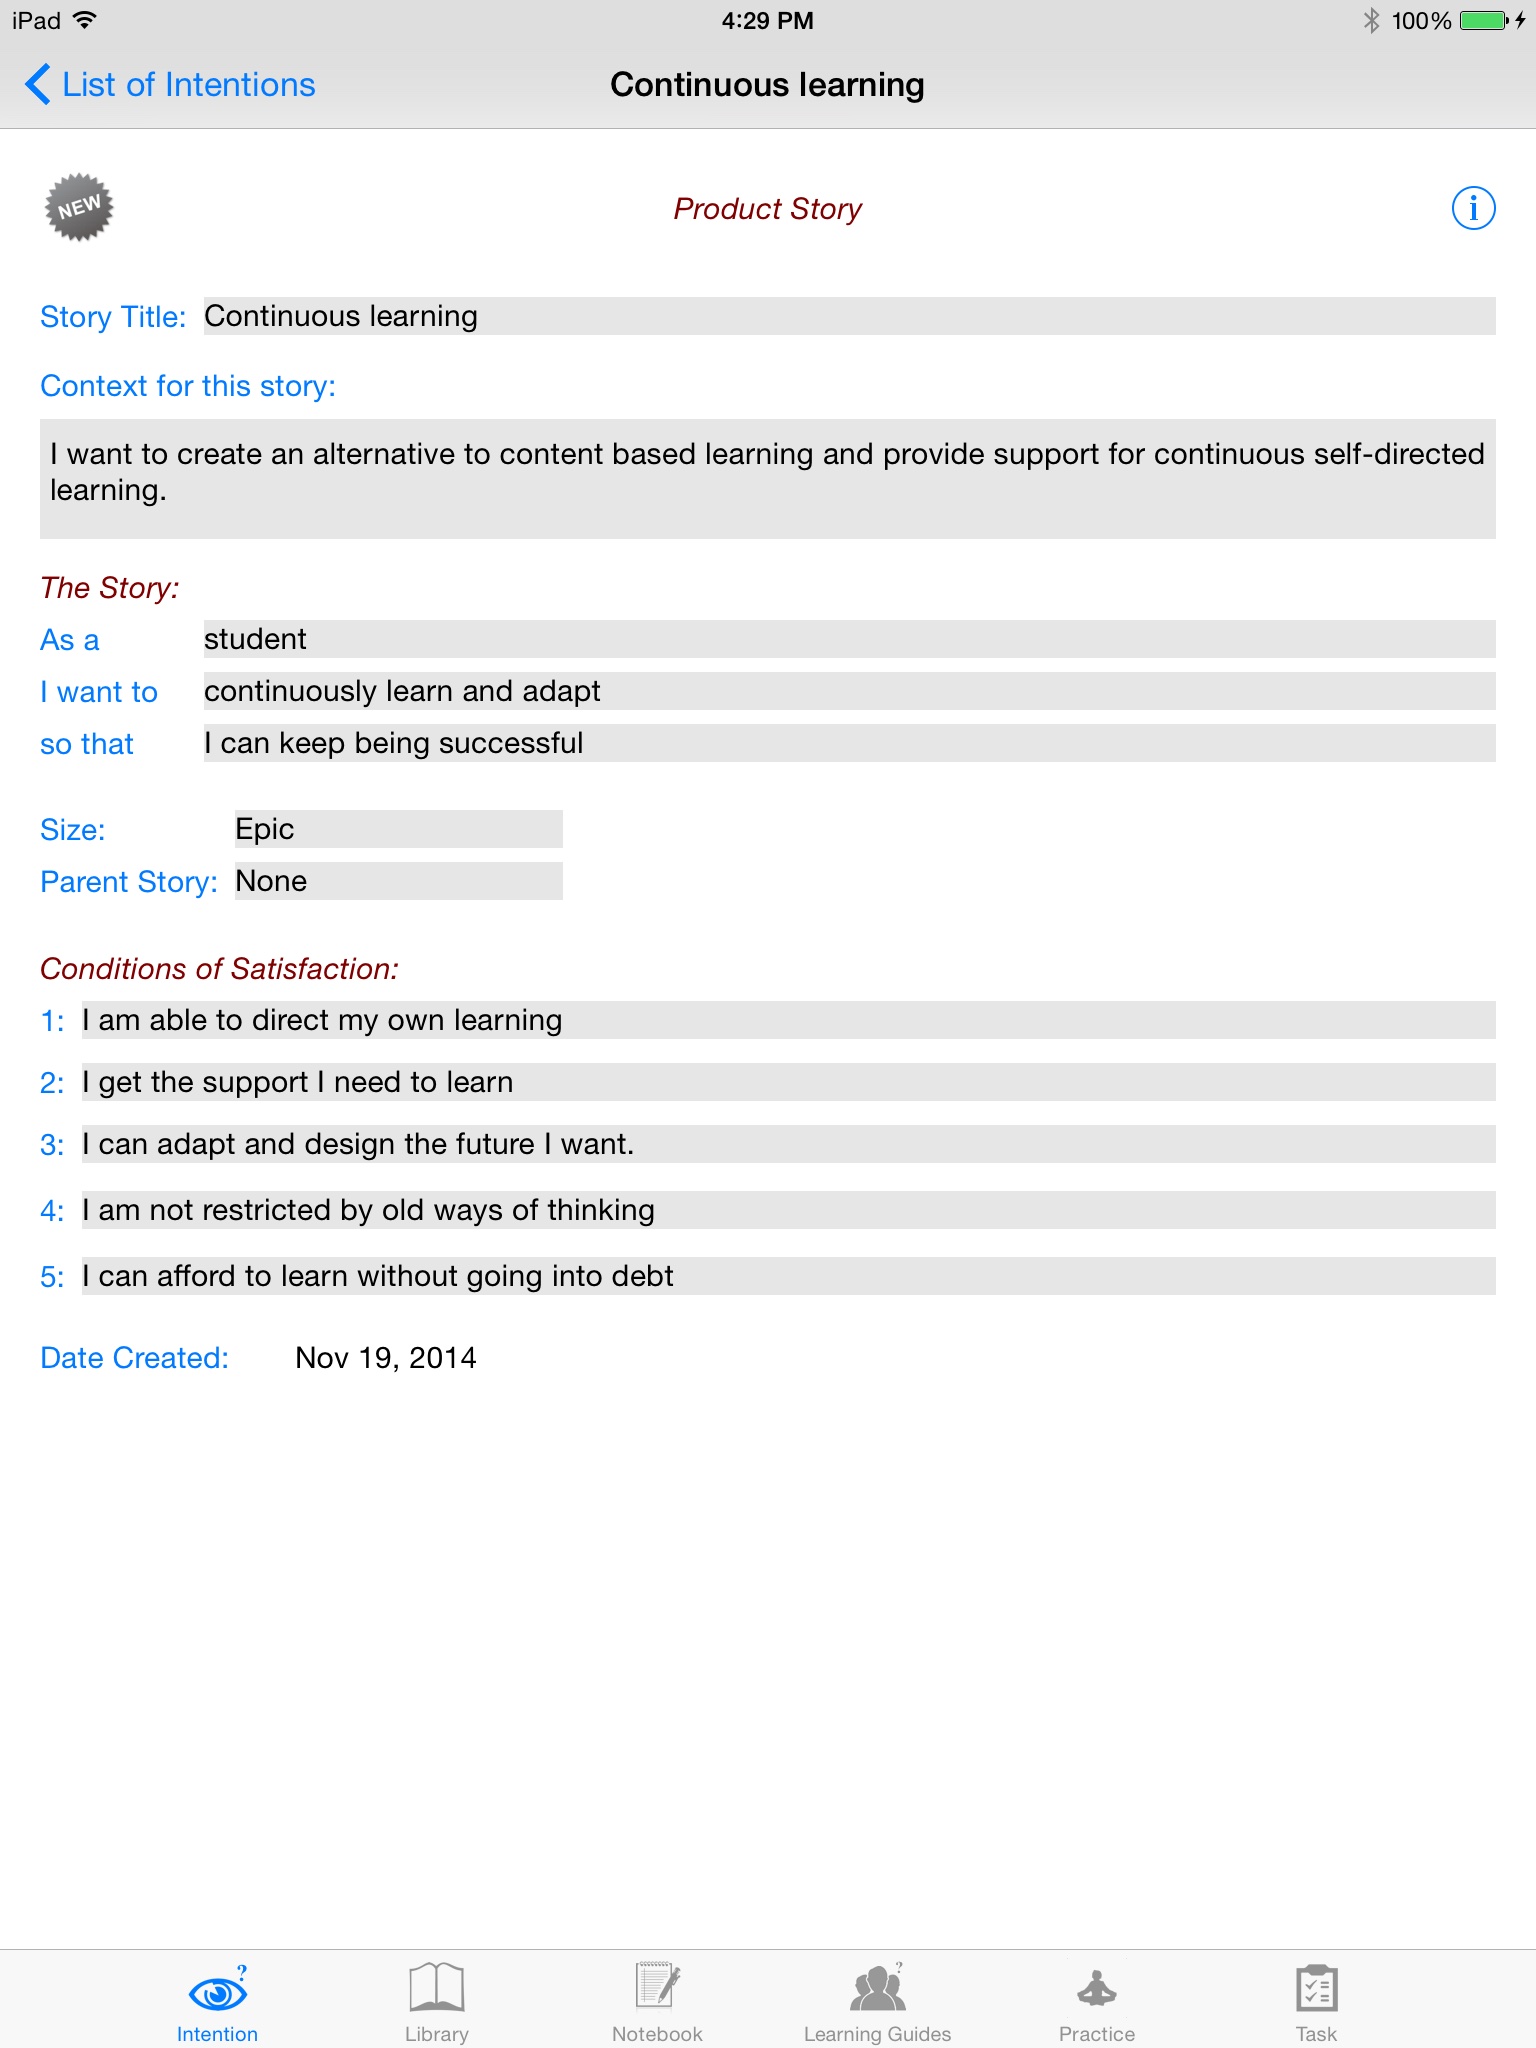 iPad 4:29 PM 100%
List of Intentions Continuous learning
NEW Product Story i
Story Title: Continuous learning
Context for this story:
I want to create an alternative to content based learning and provide support for continuous self-directed
learning.
The Story:
As a student
I want to continuously learn and adapt
so that I can keep being successful
Size: Epic
Parent Story: None
Conditions of Satisfaction:
1: I am able to direct my own learning
2: I get the support I need to learn
3: I can adapt and design the future I want.
4: I am not restricted by old ways of thinking
5: I can afford to learn without going into debt
Date Created: Nov 19, 2014
? ?
Intention Library Notebook Learning Guides Practice Task